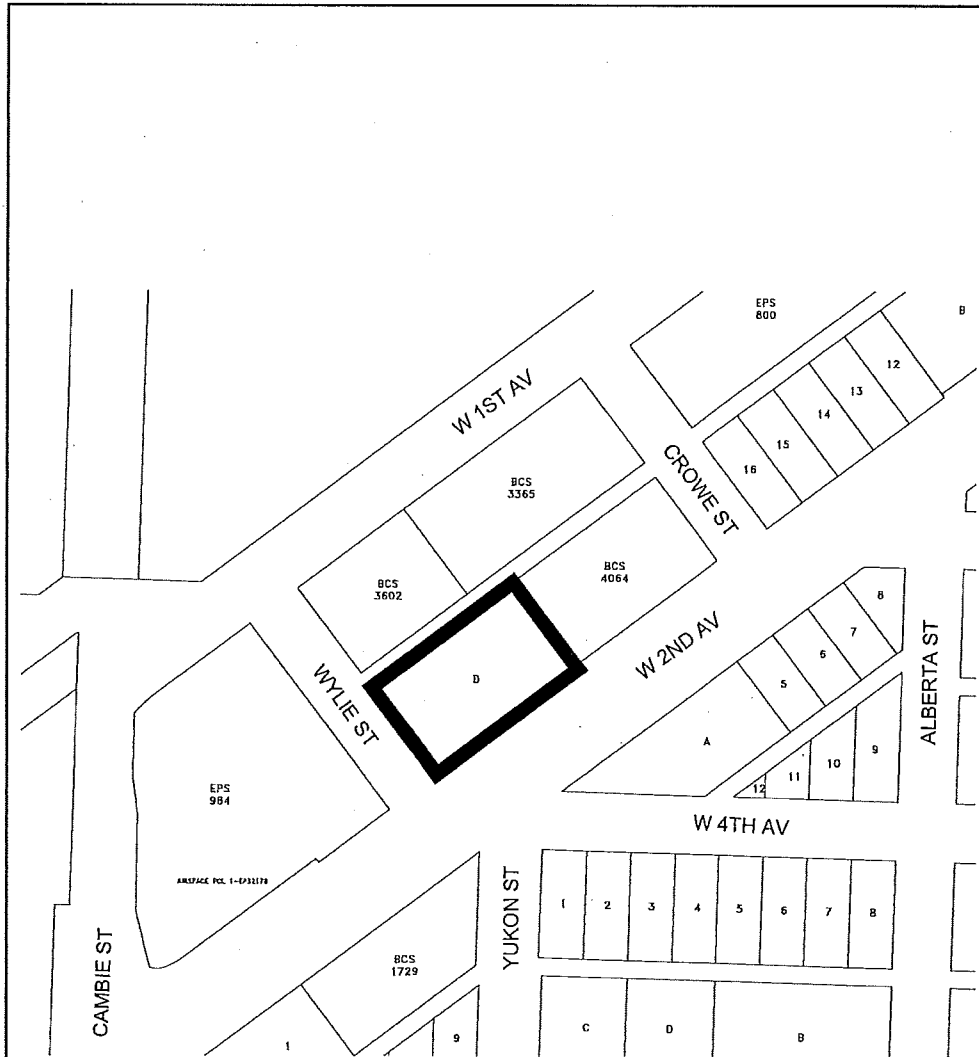 EPS
800
B
12
13
14
15
16
W 1ST AV
CROWE ST
BCS
3365
BCS
3602
BCS
4064
W 2ND AV
WYLIE ST
8
7
6
5
A
ALBERTA ST
9
10
11
12
W 4TH AV
EPS
984
YUKON ST
1
2
3
4
5
6
7
8
BCS
1729
CAMBIE ST
1
9
C
D
B